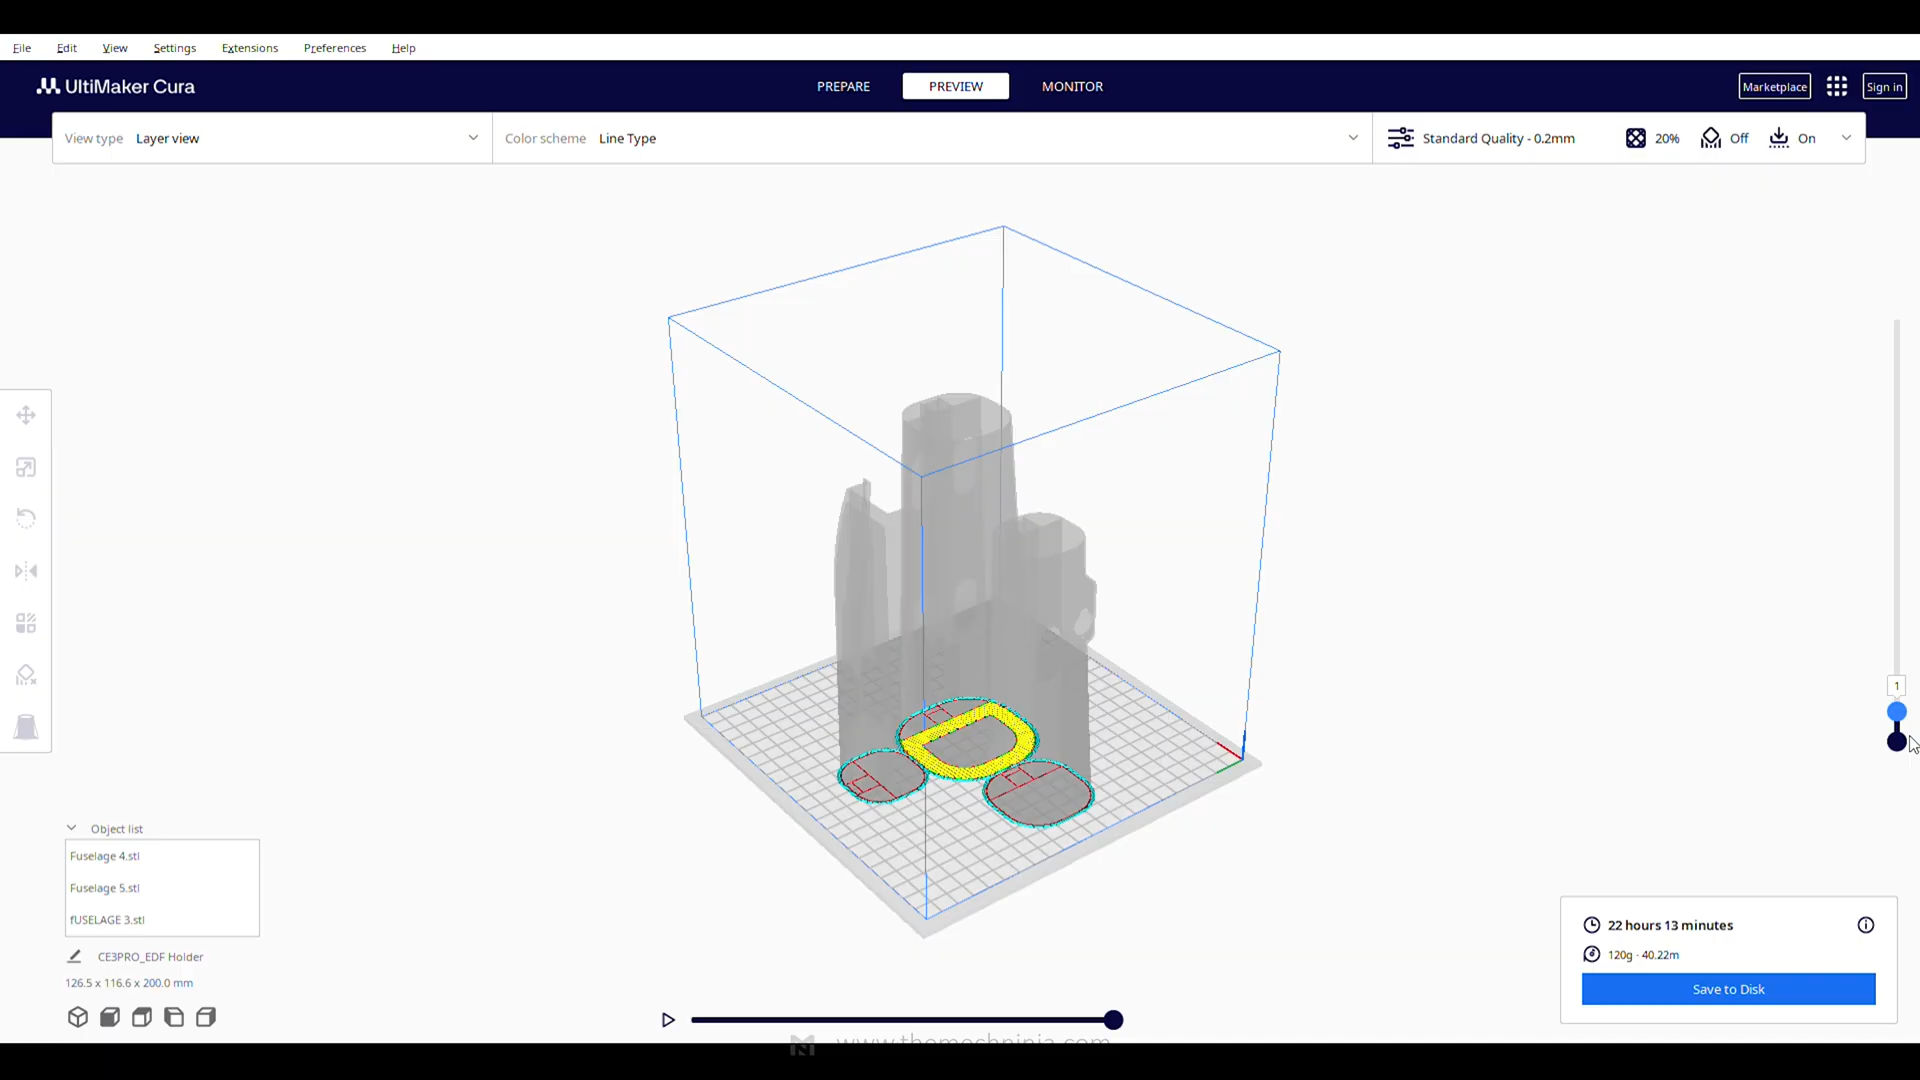 File Edit View Settings Extensions Preferences Help
UltiMaker Cura PREPARE PREVIEW MONITOR Marketplace Sign in
View type Layer view Color scheme Line Type Standard Quality - 0.2mm 20% Off On
1
Object list
Fuselage 4.stl
Fuselage 5.stl
fUSELAGE 3.stl
CE3PRO_EDF Holder
126.5 x 116.6 x 200.0 mm
22 hours 13 minutes
120g · 40.22m
Save to Disk
www.themechninja.com